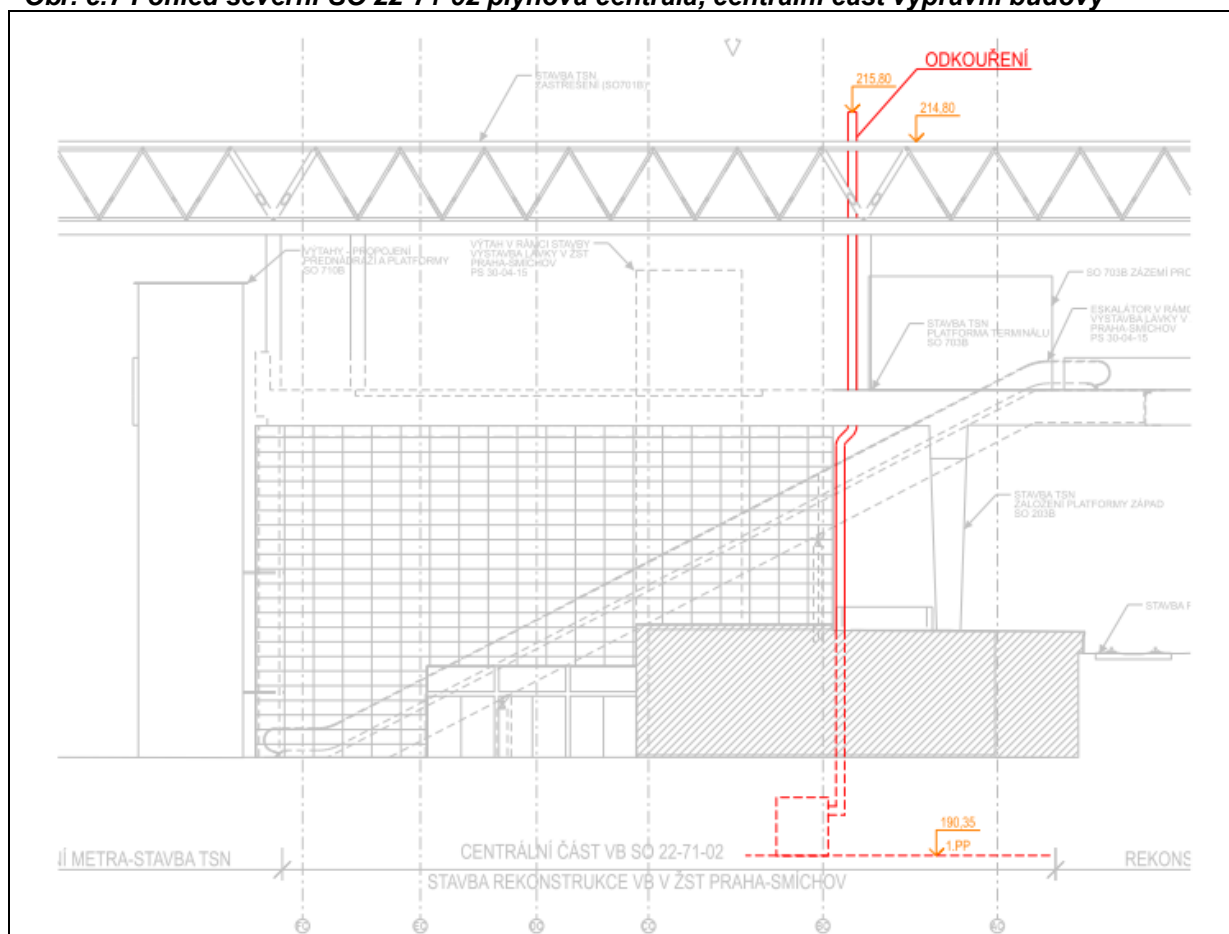 Obr. č.7 Pohled severní SO 22-71-02 plynová centrála, centrální část výpravní budovy
ODKOUŘENÍ
STAVBA TSN
ZASTŘEŠENÍ (SO701B)
215,80
214,80
VÝTAHY - PROPOJENÍ
PŘEDNÁDRAŽÍ A PLATFORMY
SO 710B
VÝTAH V RÁMCI STAVBY
VÝSTAVBA LÁVKY V ŽST
PRAHA-SMÍCHOV
PS 30-04-15
SO 703B ZÁZEMÍ PRO
ESKALÁTOR V RÁMC
VÝSTAVBA LÁVKY V
PRAHA-SMÍCHOV
PS 30-04-15
STAVBA TSN
PLATFORMA TERMINÁLU
SO 703B
STAVBA TSN
ZALOŽENÍ PLATFORMY ZÁPAD
SO 203B
STAVBA
190,35
1.PP
NÍ METRA-STAVBA TSN
CENTRÁLNÍ ČÁST VB SO 22-71-02
REKONS
STAVBA REKONSTRUKCE VB V ŽST PRAHA-SMÍCHOV